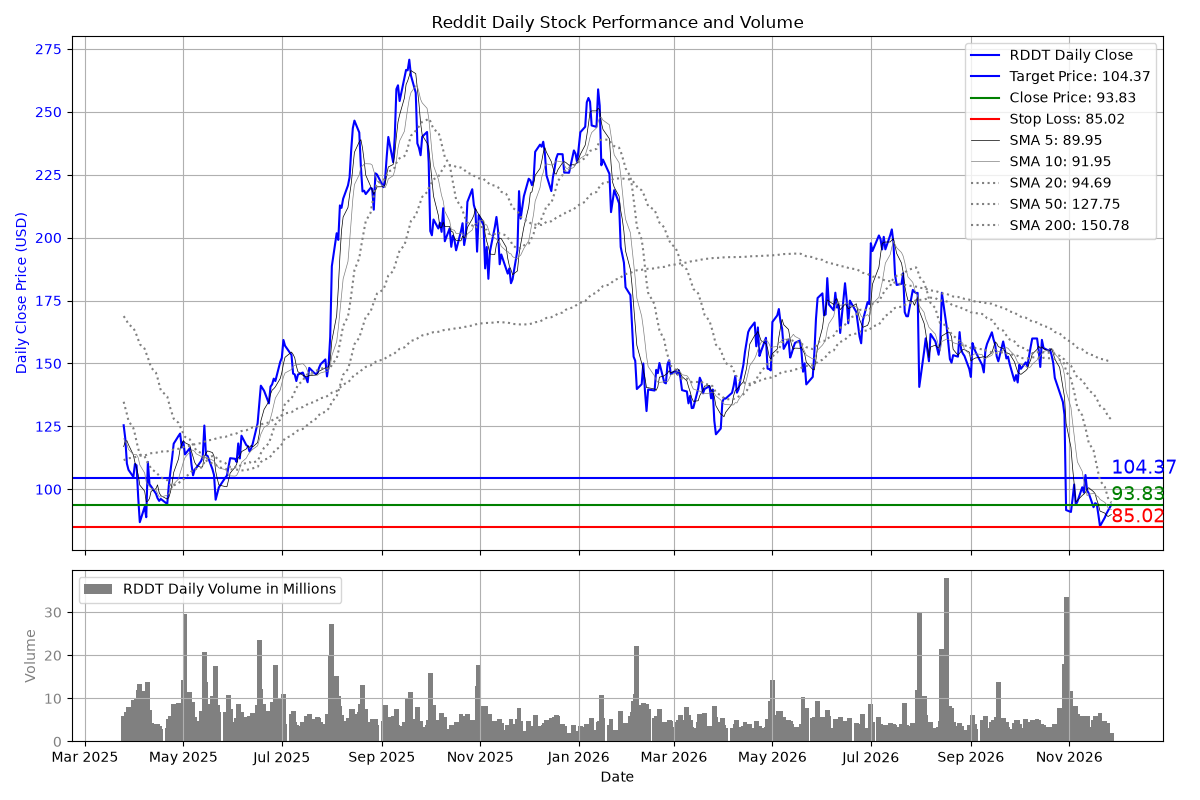 Reddit Daily Stock Performance and Volume
275
250
225
200
175
150
125
100
Daily Close Price (USD)
RDDT Daily Close
Target Price: 104.37
Close Price: 93.83
Stop Loss: 85.02
SMA 5: 89.95
SMA 10: 91.95
SMA 20: 94.69
SMA 50: 127.75
SMA 200: 150.78
104.37
93.83
85.02
RDDT Daily Volume in Millions
30
20
10
0
Volume
Mar 2025 May 2025 Jul 2025 Sep 2025 Nov 2025 Jan 2026 Mar 2026 May 2026 Jul 2026 Sep 2026 Nov 2026
Date